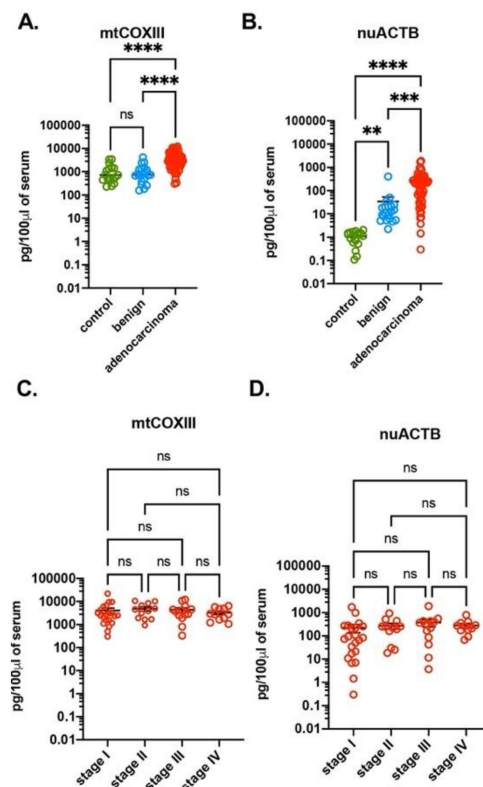 A.
mtCOXIII
****
****
ns
100000
10000
1000
100
10
1
0.1
0.01
pg/100µl of serum
control
benign
adenocarcinoma
B.
nuACTB
****
***
**
100000
10000
1000
100
10
1
0.1
0.01
pg/100µl of serum
control
benign
adenocarcinoma
C.
mtCOXIII
ns
ns
ns
ns
ns
ns
100000
10000
1000
100
10
1
0.1
0.01
pg/100µl of serum
stage I
stage II
stage III
stage IV
D.
nuACTB
ns
ns
ns
ns
ns
ns
100000
10000
1000
100
10
1
0.1
0.01
pg/100µl of serum
stage I
stage II
stage III
stage IV